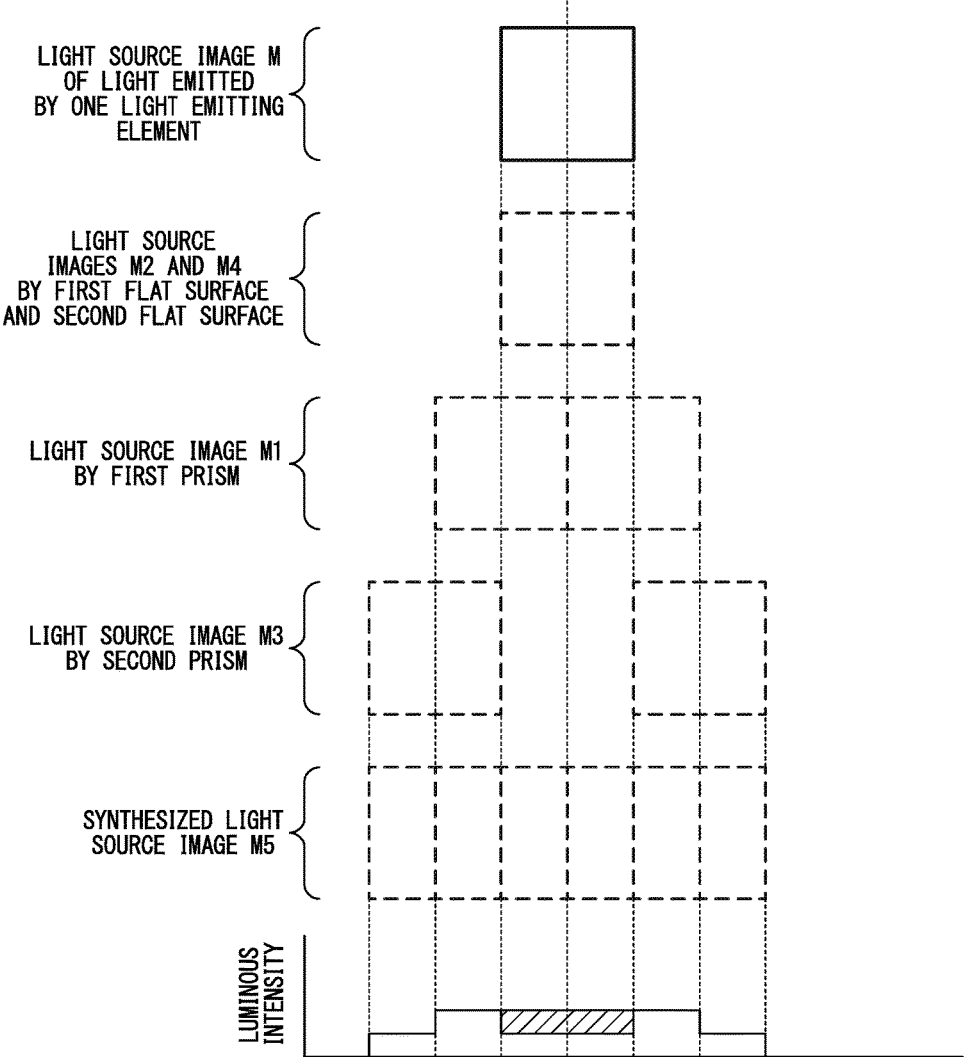 LIGHT SOURCE IMAGE M
OF LIGHT EMITTED
BY ONE LIGHT EMITTING
ELEMENT
LIGHT SOURCE
IMAGES M2 AND M4
BY FIRST FLAT SURFACE
AND SECOND FLAT SURFACE
LIGHT SOURCE IMAGE M1
BY FIRST PRISM
LIGHT SOURCE IMAGE M3
BY SECOND PRISM
SYNTHESIZED LIGHT
SOURCE IMAGE M5
LUMINOUS
INTENSITY